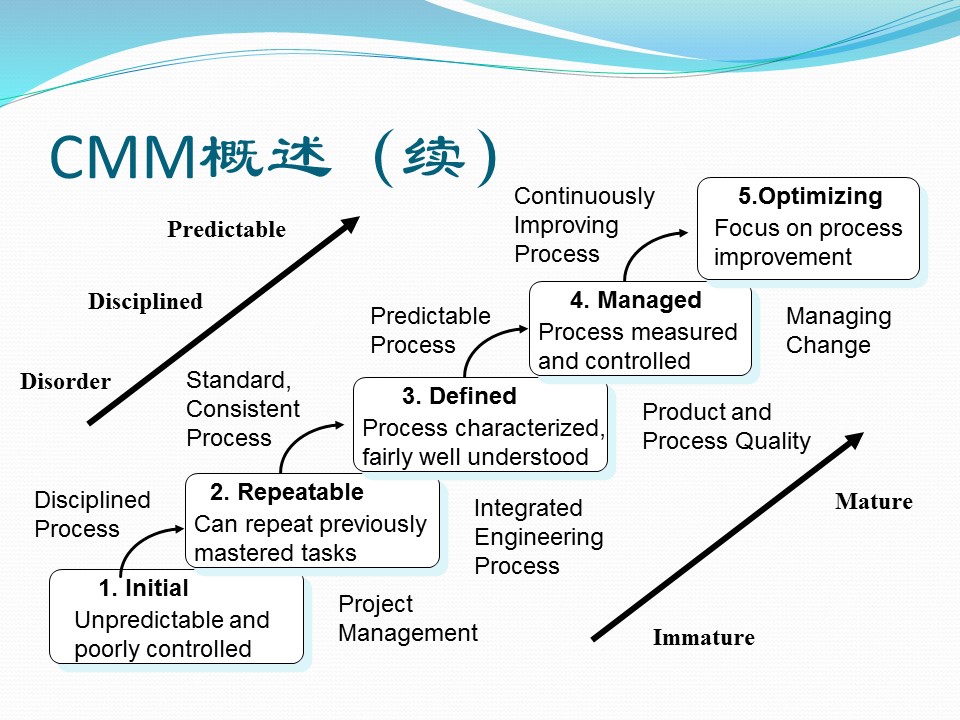 CMM概述（续）
Predictable
Disciplined
Disorder
Continuously
Improving
Process
5.Optimizing
Focus on process
improvement
Predictable
Process
4. Managed
Process measured
and controlled
Managing
Change
Standard,
Consistent
Process
3. Defined
Process characterized,
fairly well understood
Product and
Process Quality
Disciplined
Process
2. Repeatable
Can repeat previously
mastered tasks
Integrated
Engineering
Process
1. Initial
Unpredictable and
poorly controlled
Project
Management
Mature
Immature